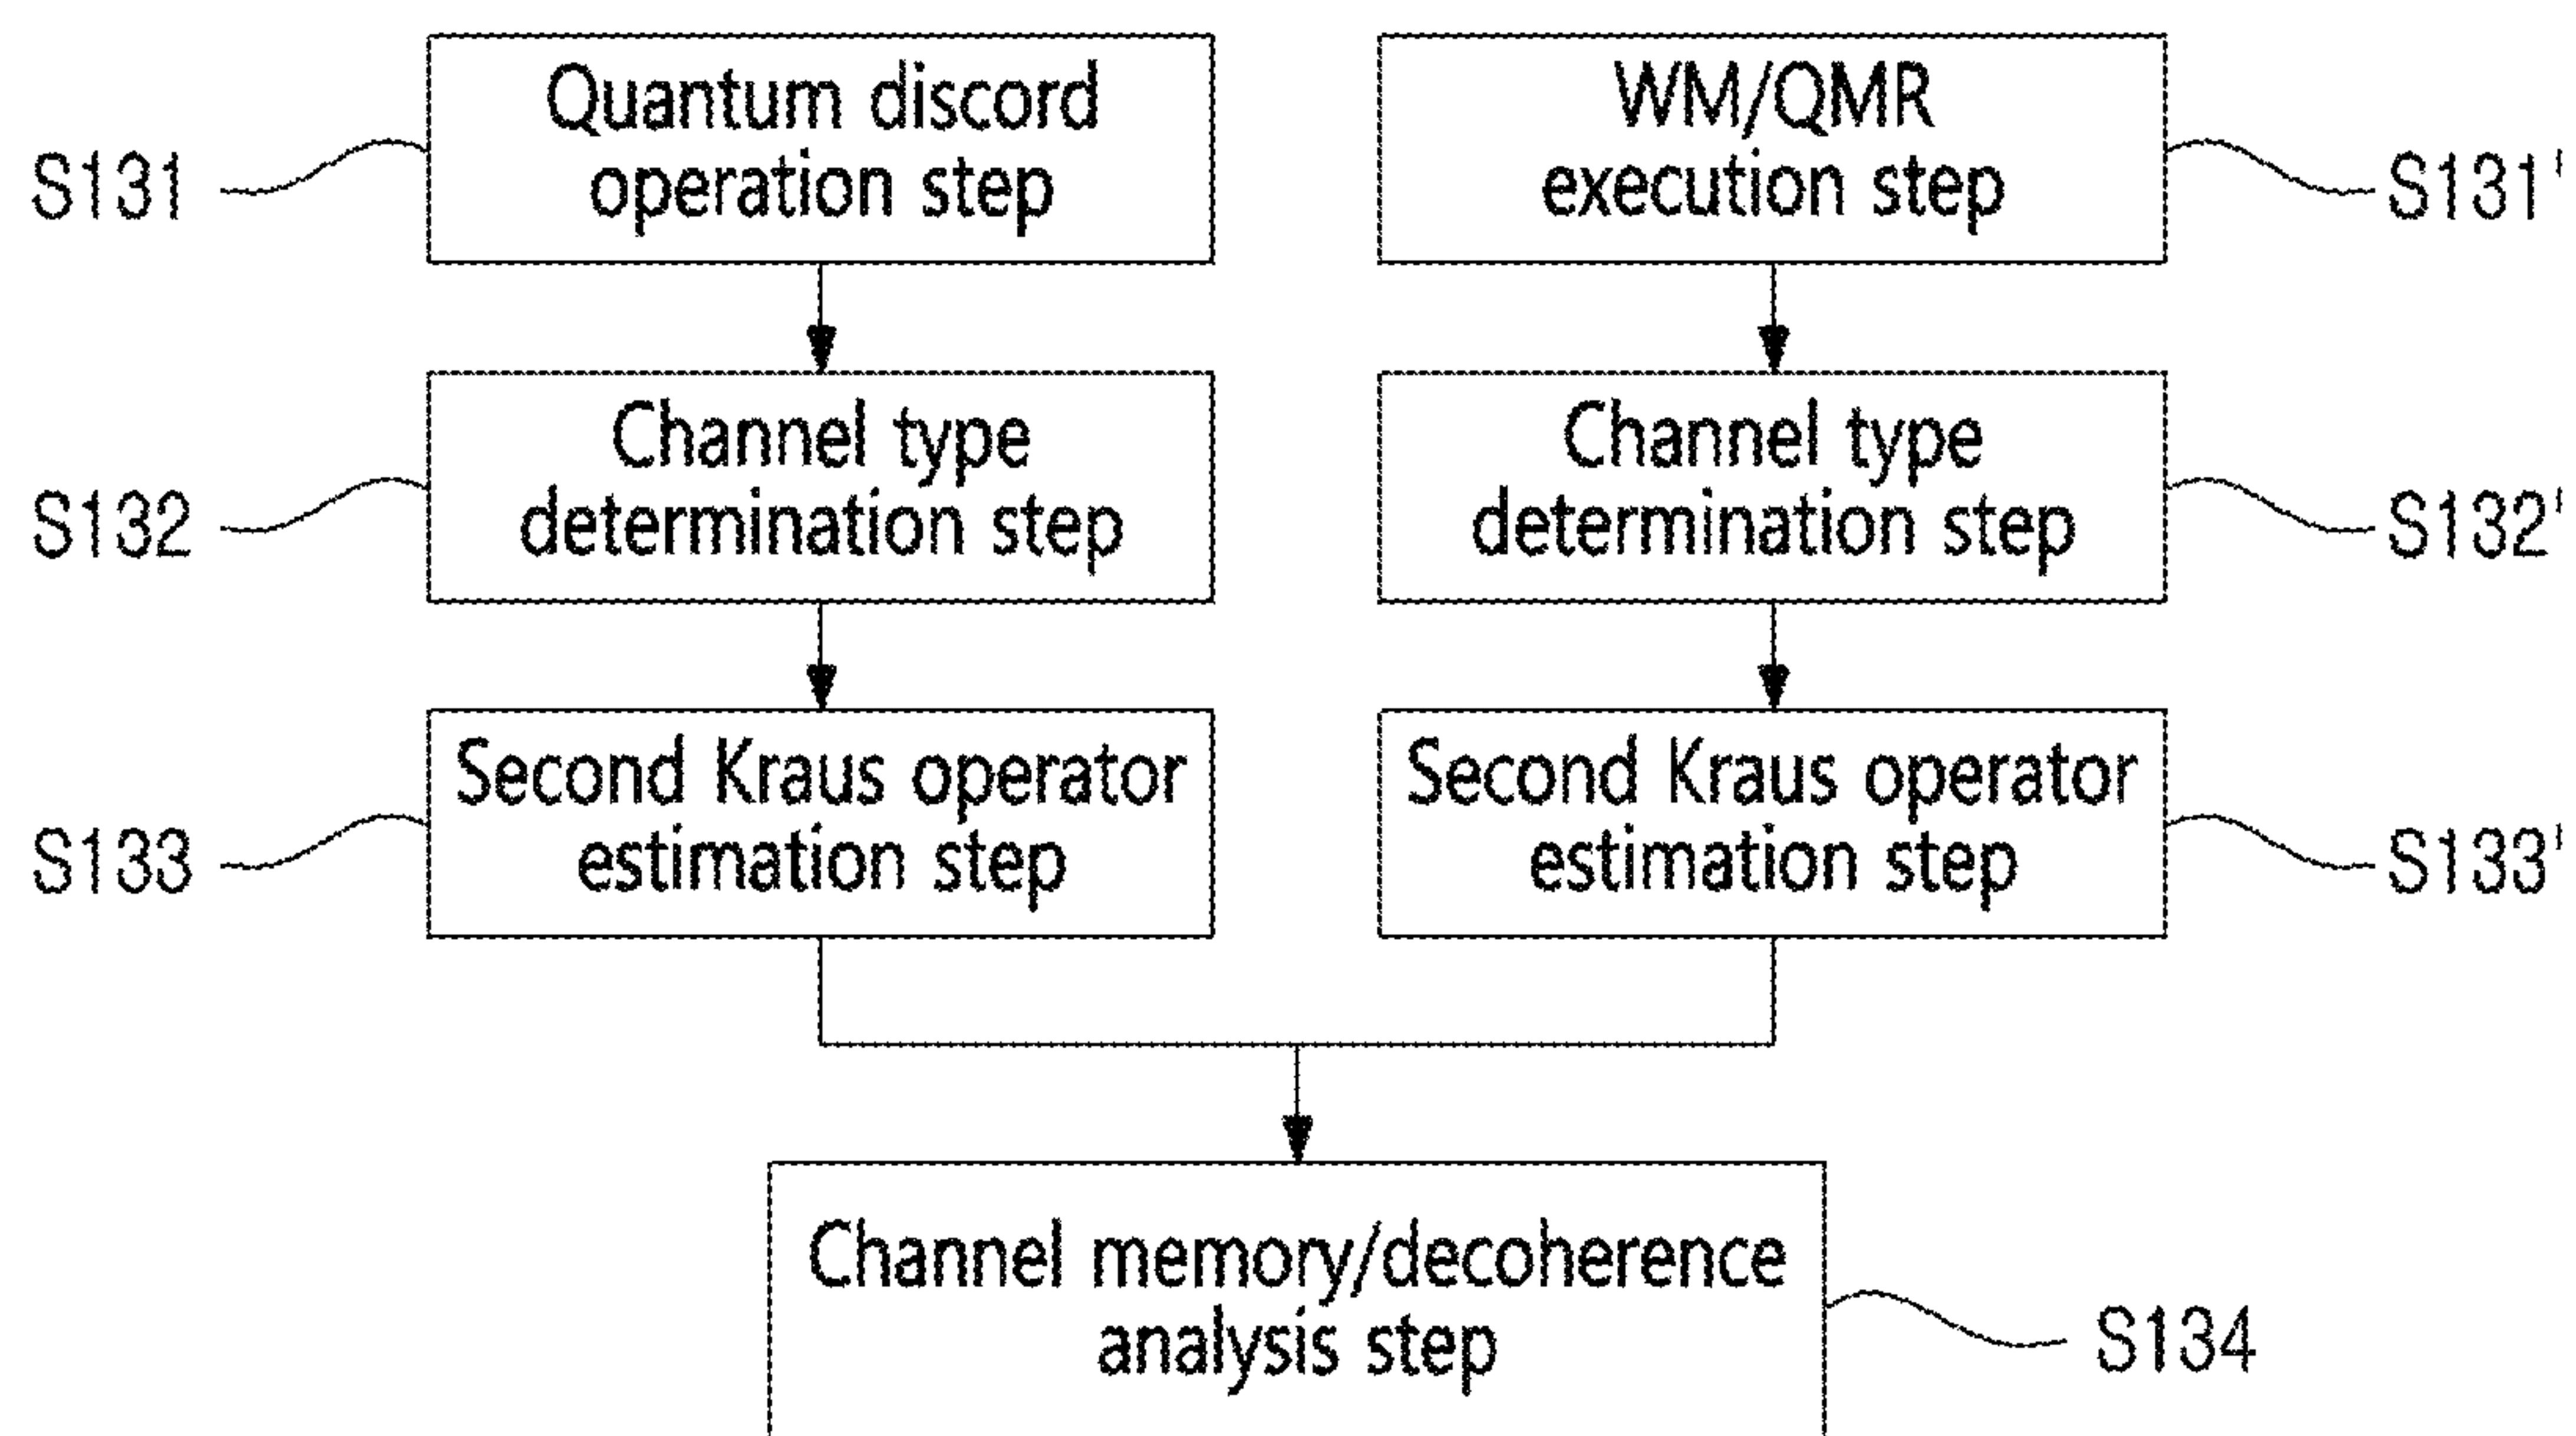 Quantum discord
operation step
S131
WM/QMR
execution step
S131'
Channel type
determination step
S132
Channel type
determination step
S132'
Second Kraus operator
estimation step
S133
Second Kraus operator
estimation step
S133'
Channel memory/decoherence
analysis step
S134